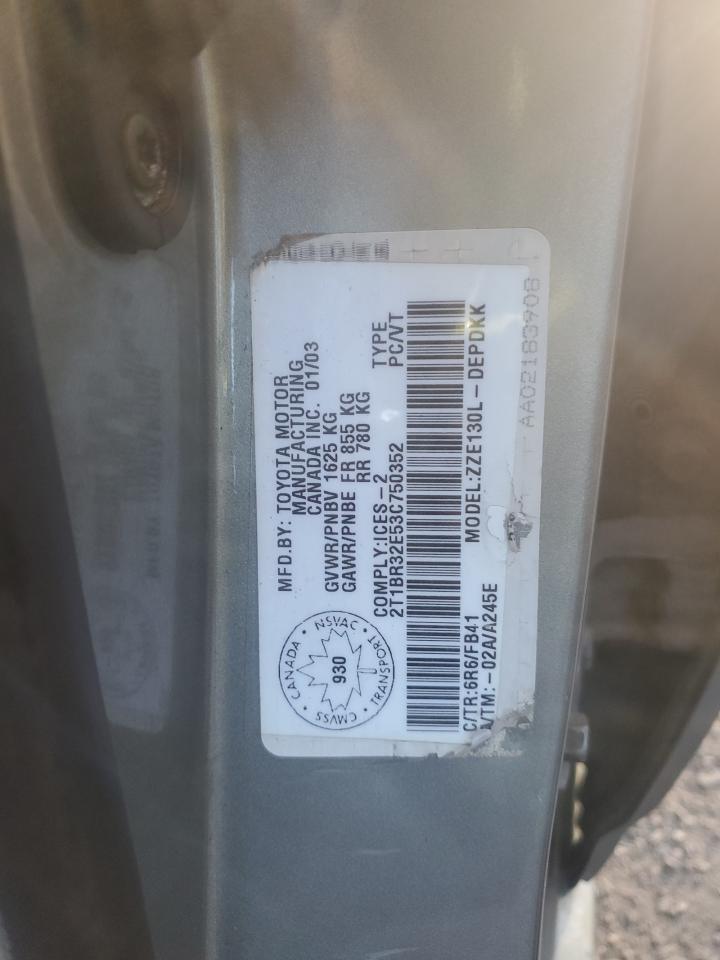 MFD.BY: TOYOTA MOTOR
MANUFACTURING
CANADA INC. 01/03
GVWR/PNBV 1625 KG
GAWR/PNBE FR 855 KG
RR 780 KG
COMPLY:ICES-2 TYPE
2T1BR32E53C750352 PC/VT
CANADA • NSVAC/CMVSS
930
CMVSS • TRANSPORT
C/TR:6R6/FB41 MODEL:ZZE130L-DEPDKK
A/TM:-02A/A245E
AA02183908